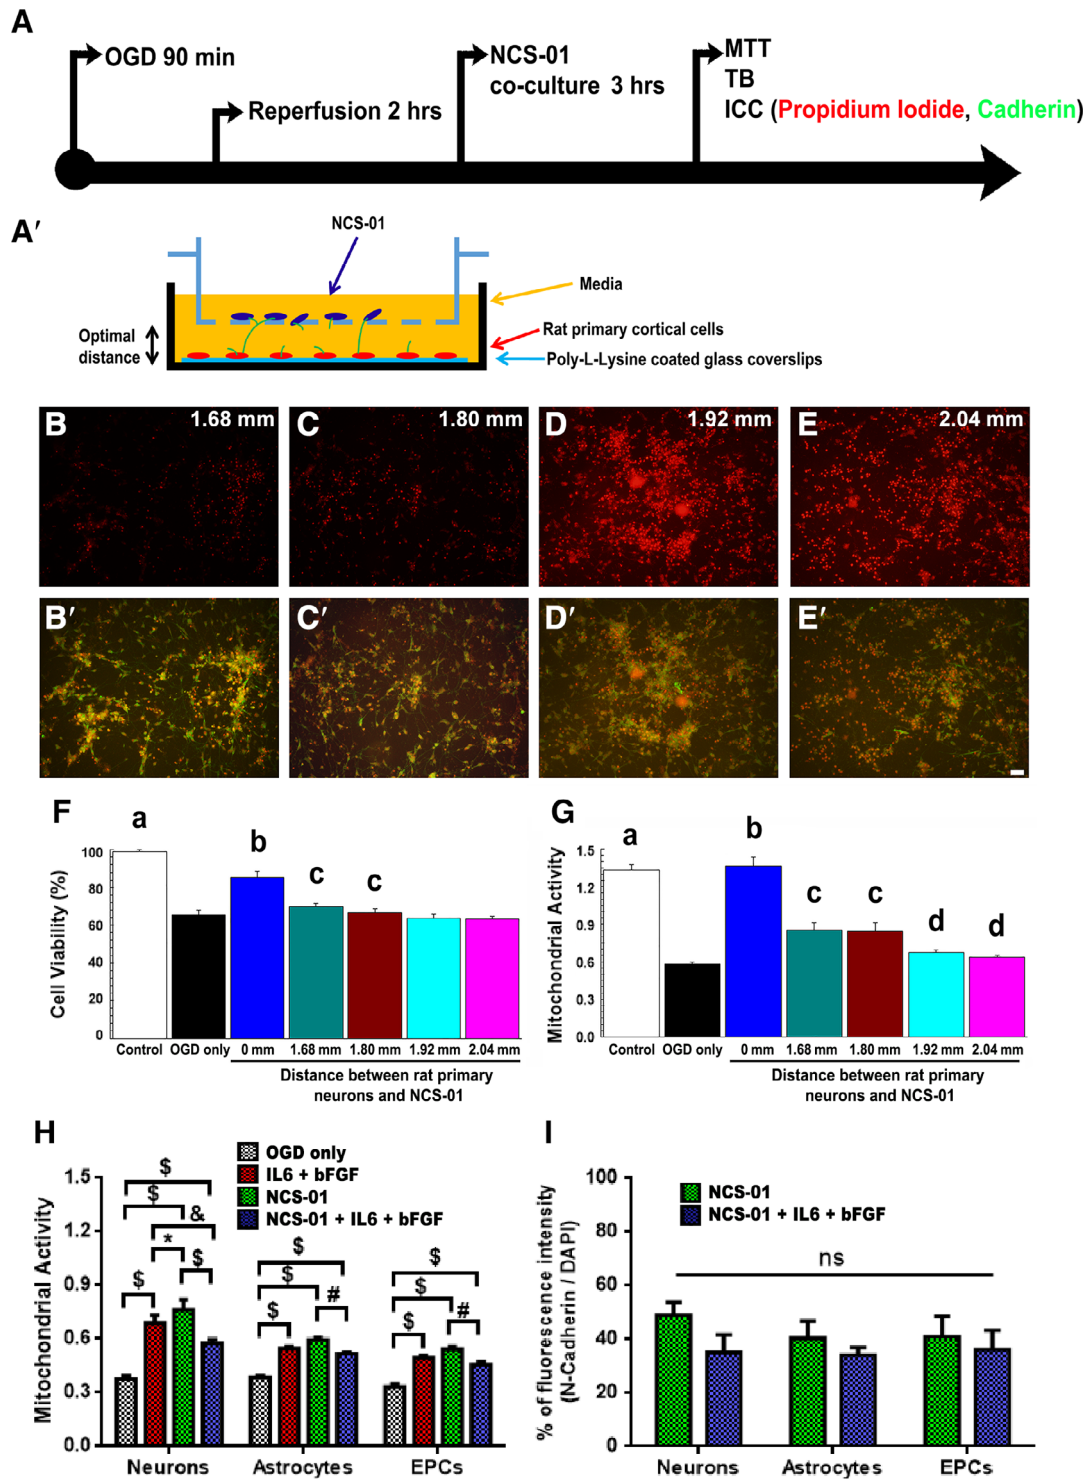 A
OGD 90 min
Reperfusion 2 hrs
NCS-01
co-culture 3 hrs
MTT
TB
ICC (Propidium Iodide, Cadherin)
A′
NCS-01
Media
Optimal
distance
Rat primary cortical cells
Poly-L-Lysine coated glass coverslips
B
1.68 mm
C
1.80 mm
D
1.92 mm
E
2.04 mm
B′
C′
D′
E′
F
a
b
c
c
Cell Viability (%)
100
80
60
40
20
0
Control
OGD only
0 mm
1.68 mm
1.80 mm
1.92 mm
2.04 mm
Distance between rat primary
neurons and NCS-01
G
a
b
c
c
d
d
Mitochondrial Activity
1.5
1.2
0.9
0.6
0.3
0.0
Control
OGD only
0 mm
1.68 mm
1.80 mm
1.92 mm
2.04 mm
Distance between rat primary
neurons and NCS-01
H
OGD only
IL6 + bFGF
NCS-01
NCS-01 + IL6 + bFGF
Mitochondrial Activity
1.5
1.2
0.9
0.6
0.3
0.0
$
$
&
*
$
$
$
$
#
$
$
$
#
$
Neurons
Astrocytes
EPCs
I
NCS-01
NCS-01 + IL6 + bFGF
% of fluorescence intensity
(N-Cadherin / DAPI)
100
80
60
40
20
0
ns
Neurons
Astrocytes
EPCs